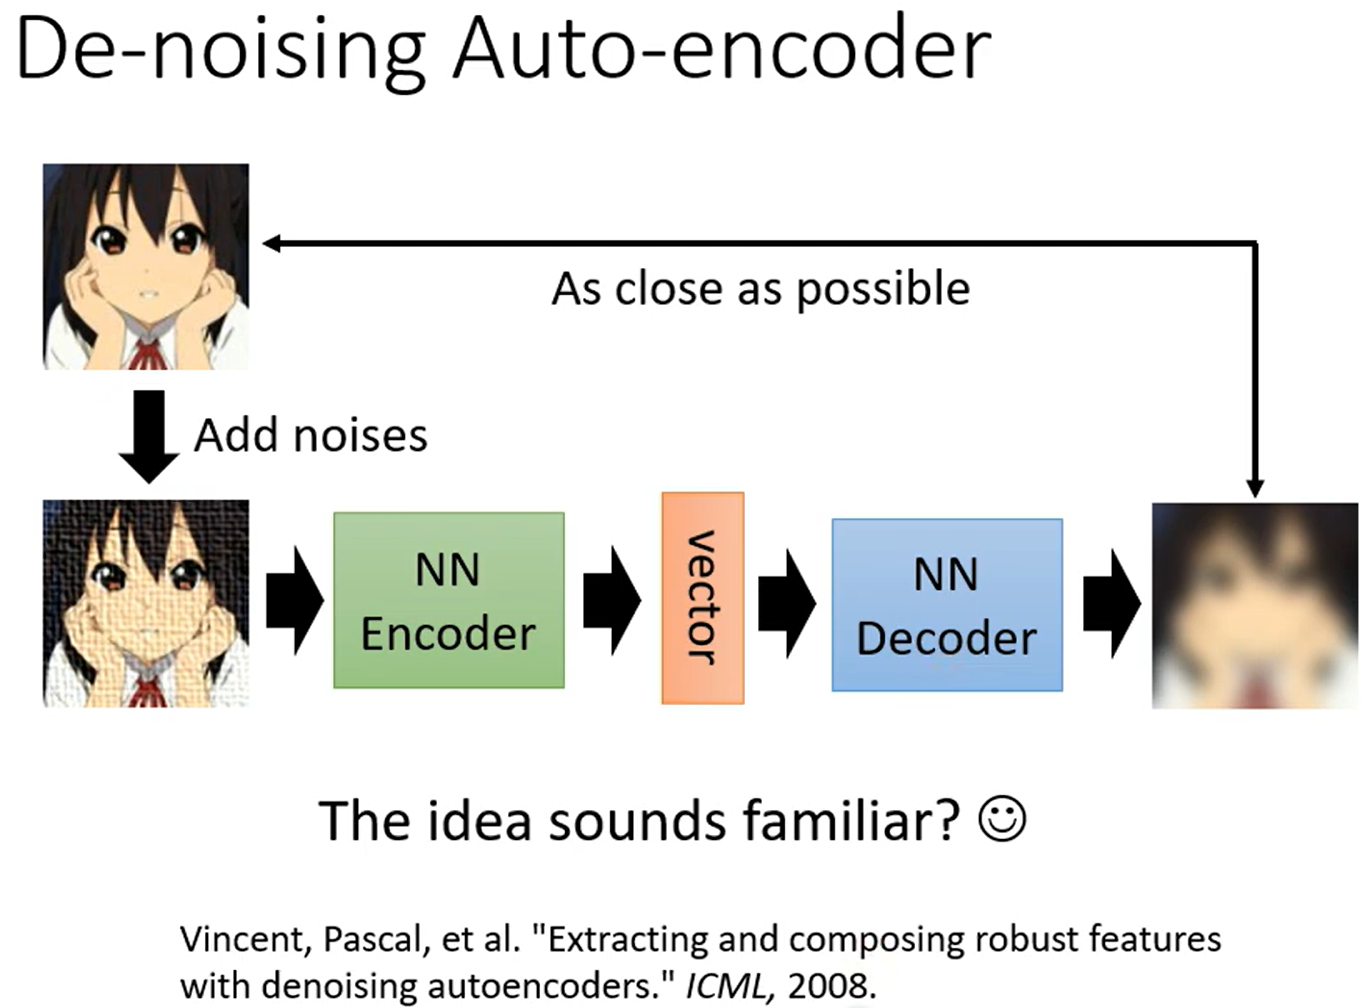 De-noising Auto-encoder
As close as possible
Add noises
NN
Encoder
vector
NN
Decoder
The idea sounds familiar? ☺
Vincent, Pascal, et al. "Extracting and composing robust features
with denoising autoencoders." ICML, 2008.